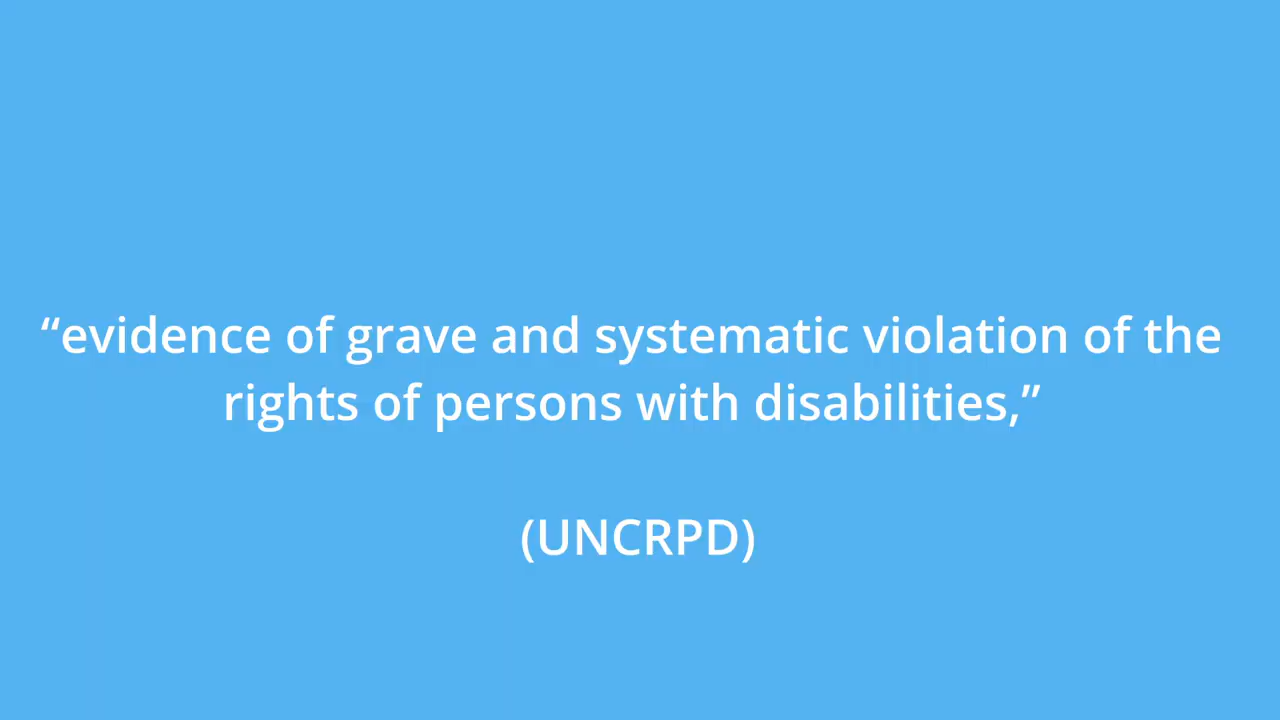 “evidence of grave and systematic violation of the
rights of persons with disabilities,”
(UNCRPD)